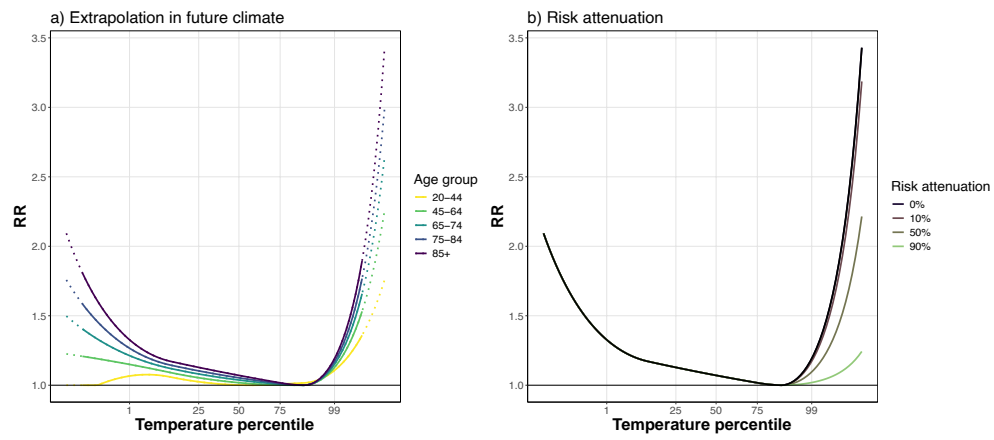 a) Extrapolation in future climate
3.5
3.0
2.5
2.0
1.5
1.0
RR
1 25 50 75 99
Temperature percentile
Age group
20−44
45−64
65−74
75−84
85+
b) Risk attenuation
3.5
3.0
2.5
2.0
1.5
1.0
RR
1 25 50 75 99
Temperature percentile
Risk attenuation
0%
10%
50%
90%